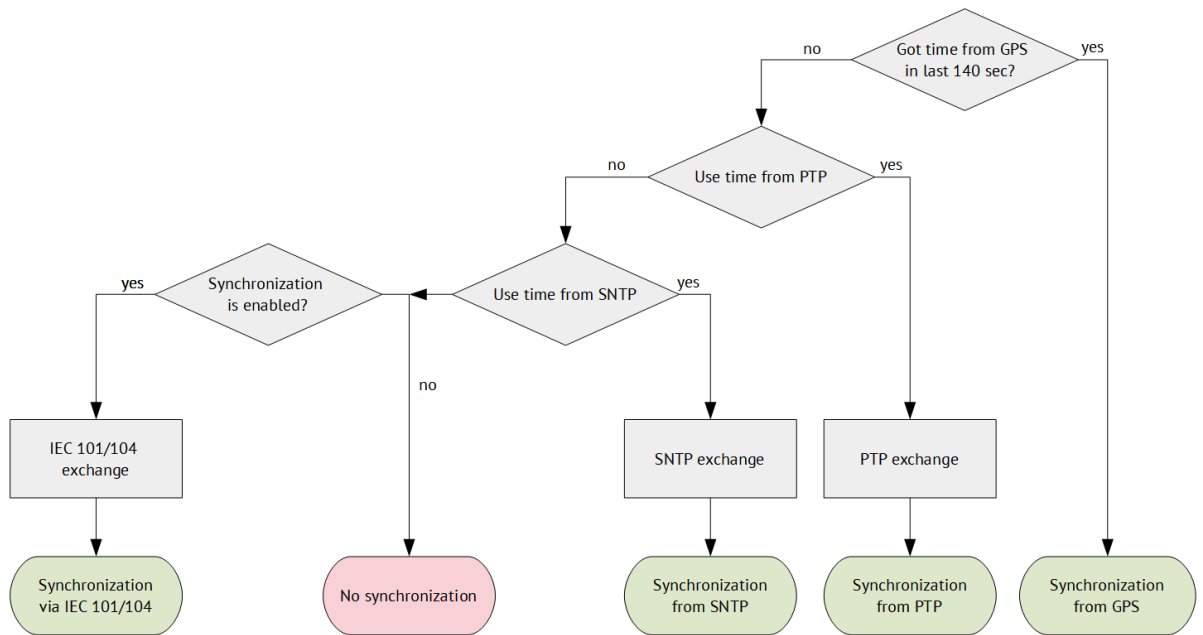 no
Got time from GPS
in last 140 sec?
yes
no
Use time from PTP
yes
yes
Synchronization
is enabled?
Use time from SNTP
yes
no
IEC 101/104
exchange
SNTP exchange
PTP exchange
Synchronization
via IEC 101/104
No synchronization
Synchronization
from SNTP
Synchronization
from PTP
Synchronization
from GPS